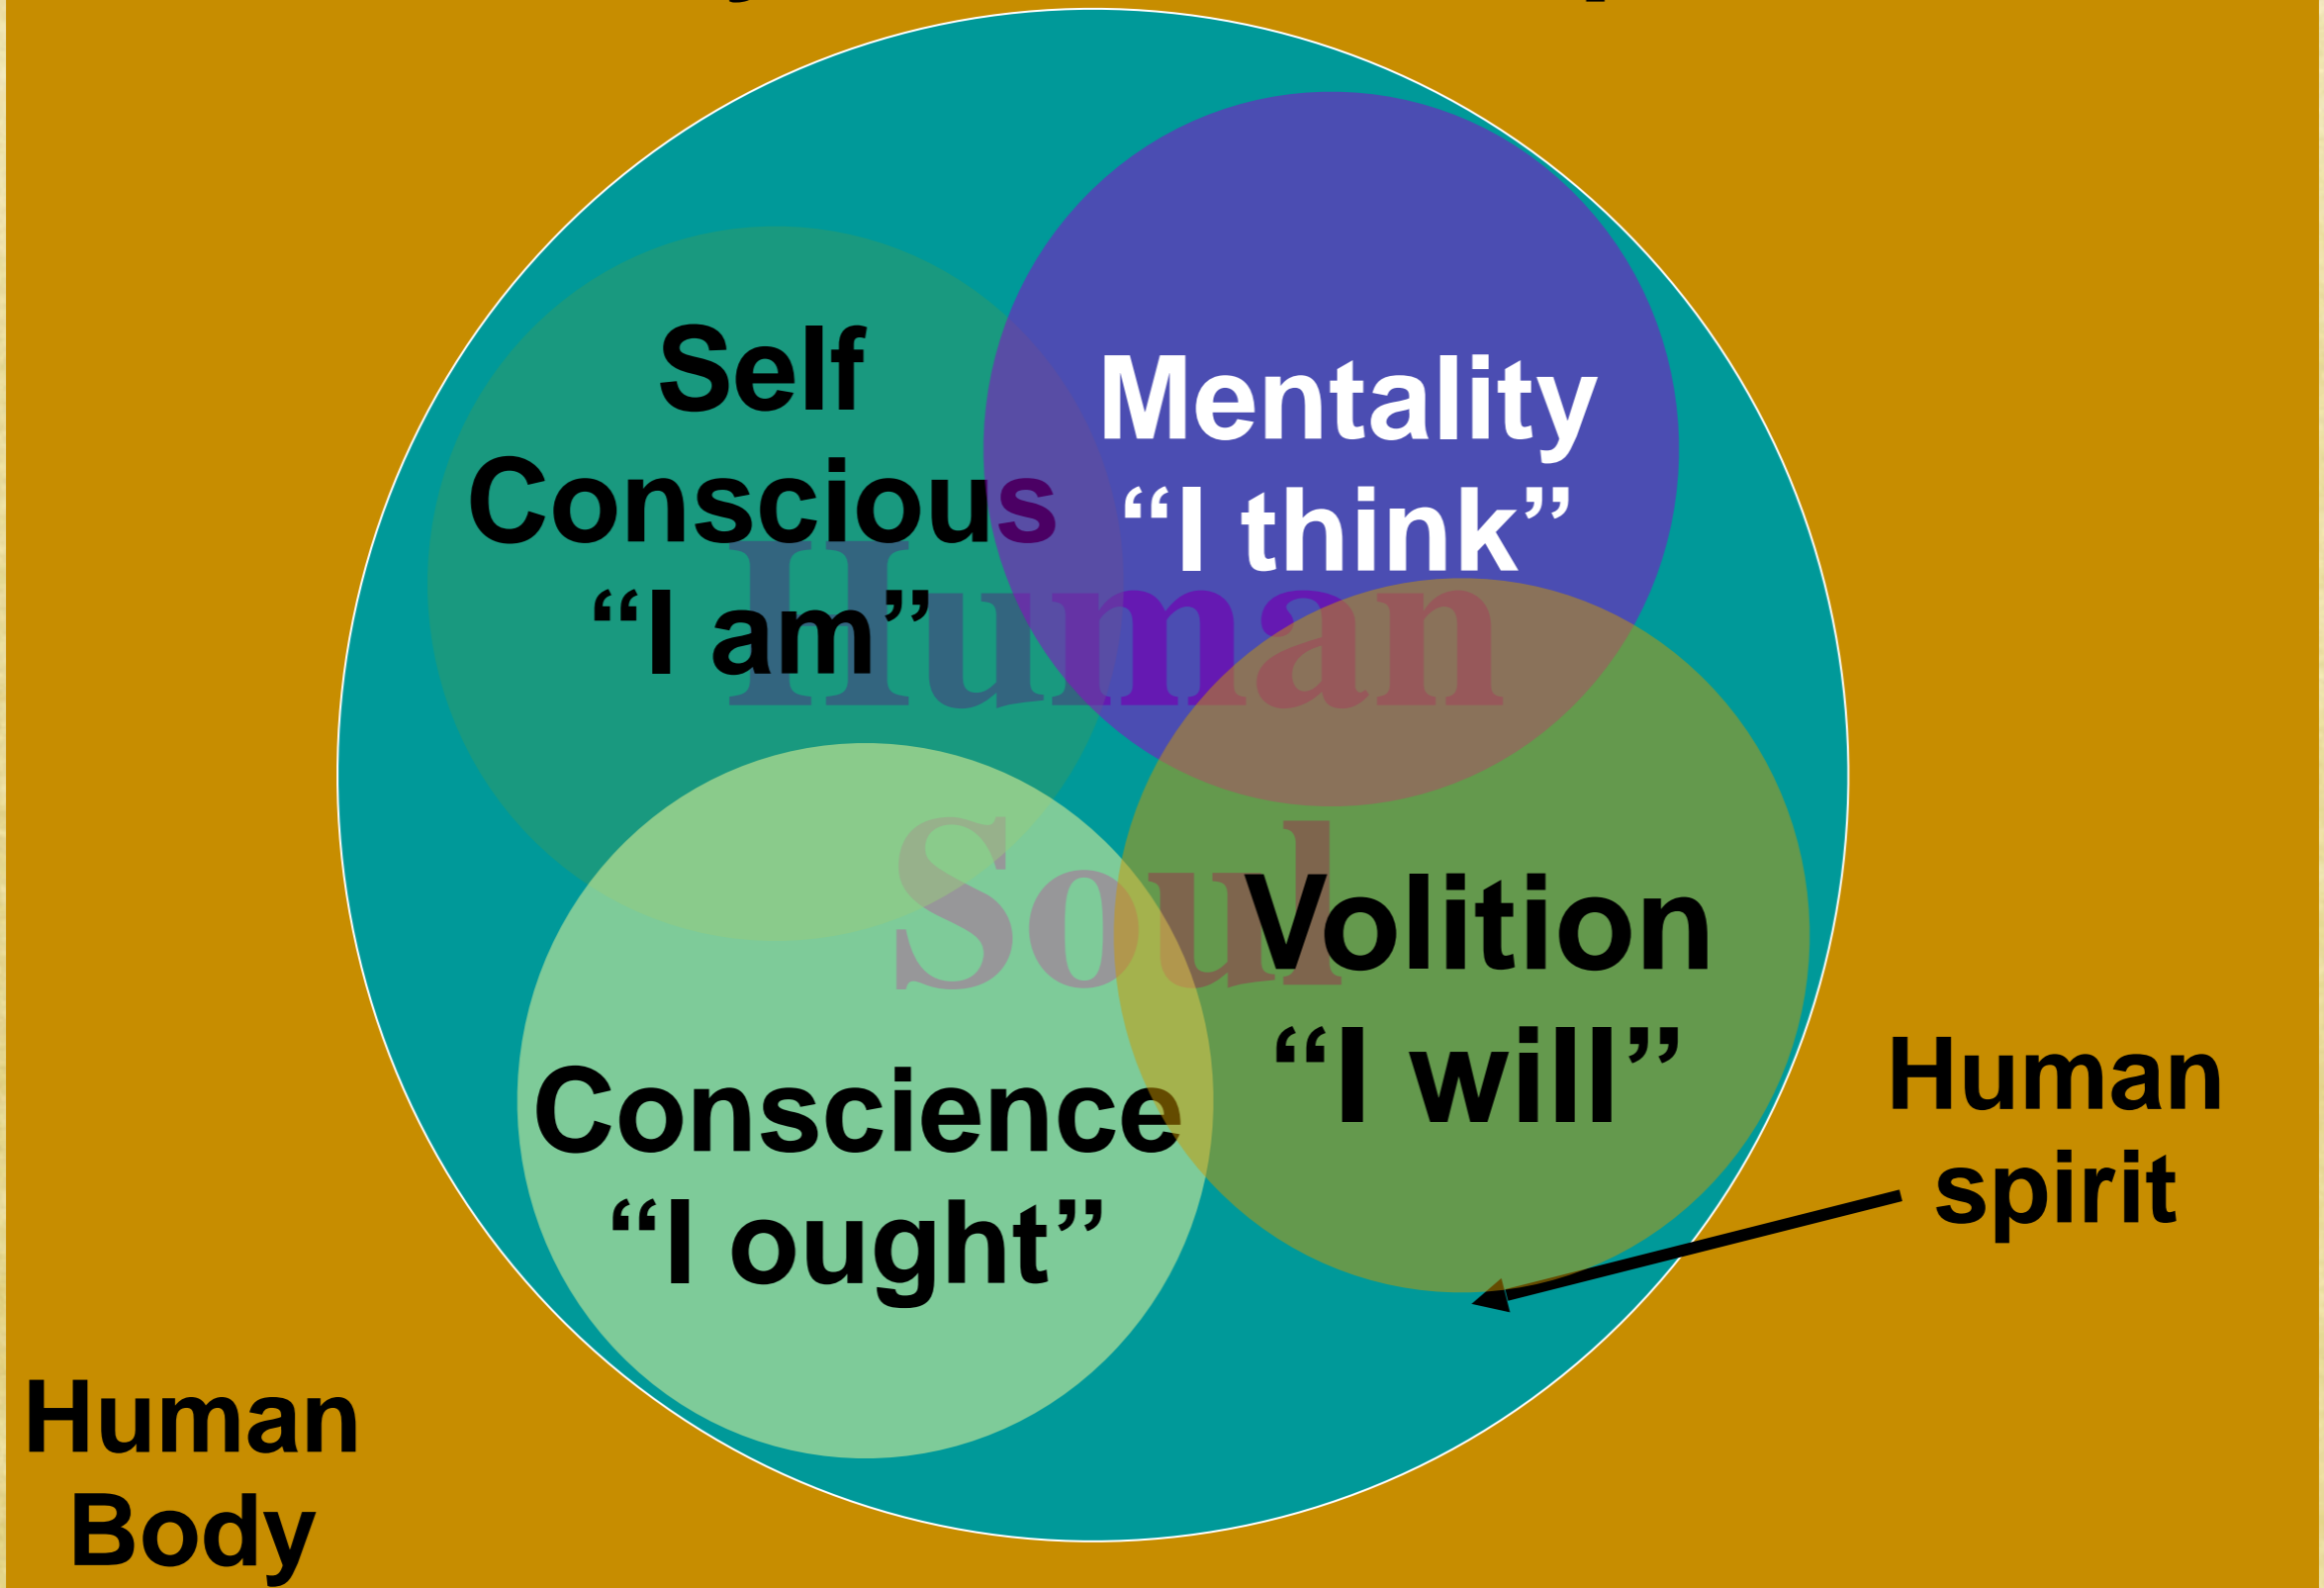 Self
Conscious
“I am”
Mentality
“I think”
Human
Soul
Volition
“I will”
Conscience
“I ought”
Human
spirit
Human
Body